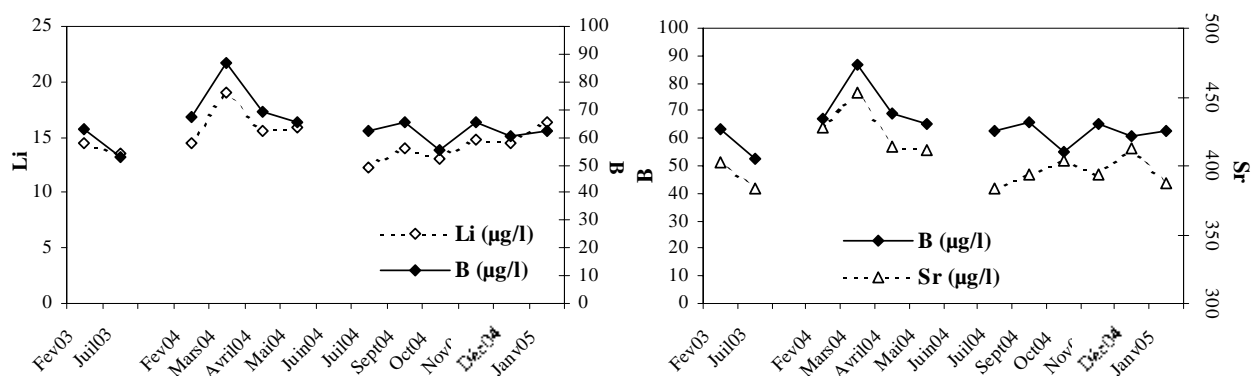 25
20
15
10
5
0
Li
100
90
80
70
60
50
40
30
20
10
0
B
Li (µg/l)
B (µg/l)
Fev03
Juil03
Fev04
Mars04
Avril04
Mai04
Juin04
Juil04
Sept04
Oct04
Janv05
100
90
80
70
60
50
40
30
20
10
0
B
500
450
400
350
300
Sr
B (µg/l)
Sr (µg/l)
Fev03
Juil03
Fev04
Mars04
Avril04
Mai04
Juin04
Juil04
Sept04
Oct04
Janv05